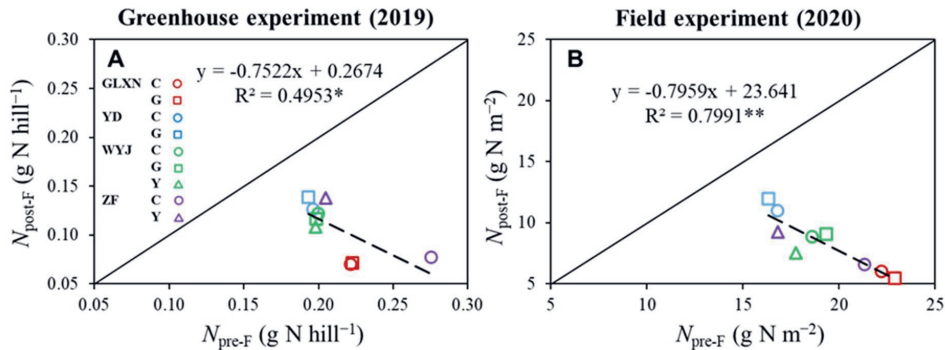 Greenhouse experiment (2019)
Field experiment (2020)
A
GLXN C
G
YD C
G
WYJ C
G
Y
ZF C
Y
y = -0.7522x + 0.2674
R² = 0.4953*
0.30
0.25
0.20
0.15
0.10
0.05
0.05
0.10
0.15
0.20
0.25
0.30
Npost-F (g N hill⁻¹)
Npre-F (g N hill⁻¹)
B
y = -0.7959x + 23.641
R² = 0.7991**
25
20
15
10
5
5
10
15
20
25
Npost-F (g N m⁻²)
Npre-F (g N m⁻²)